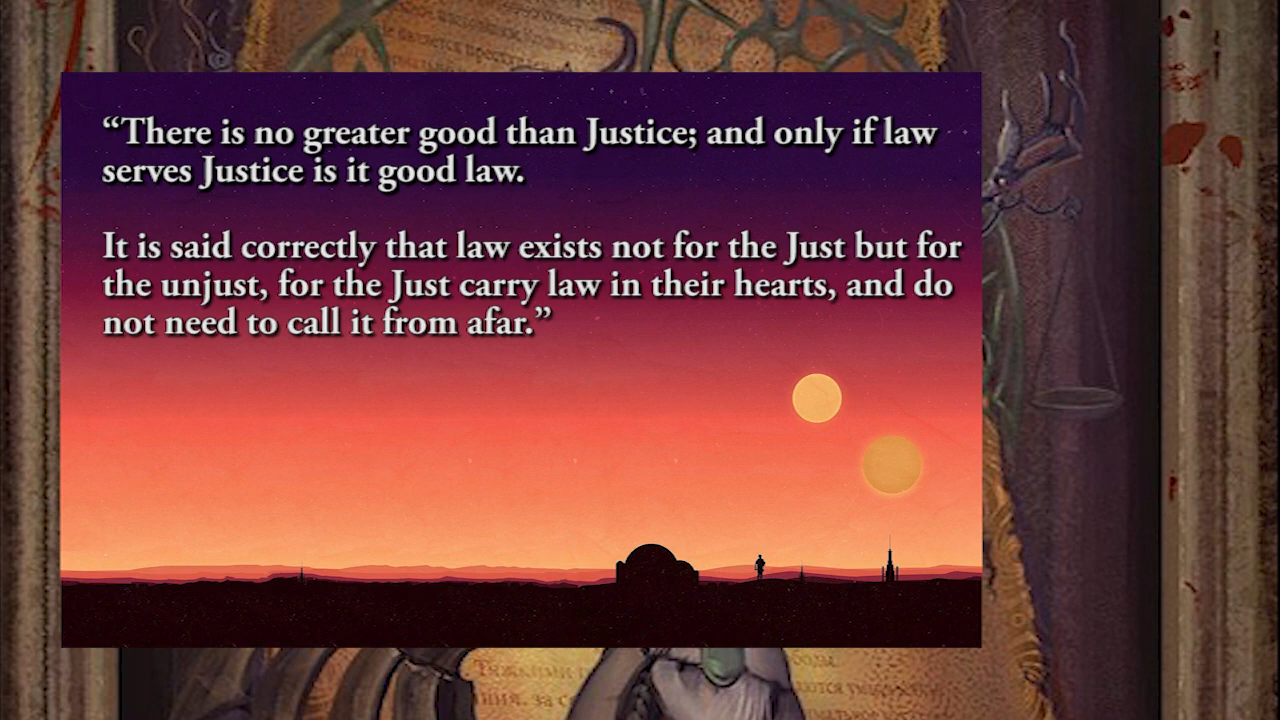 “There is no greater good than Justice; and only if law
serves Justice is it good law.
It is said correctly that law exists not for the Just but for
the unjust, for the Just carry law in their hearts, and do
not need to call it from afar.”